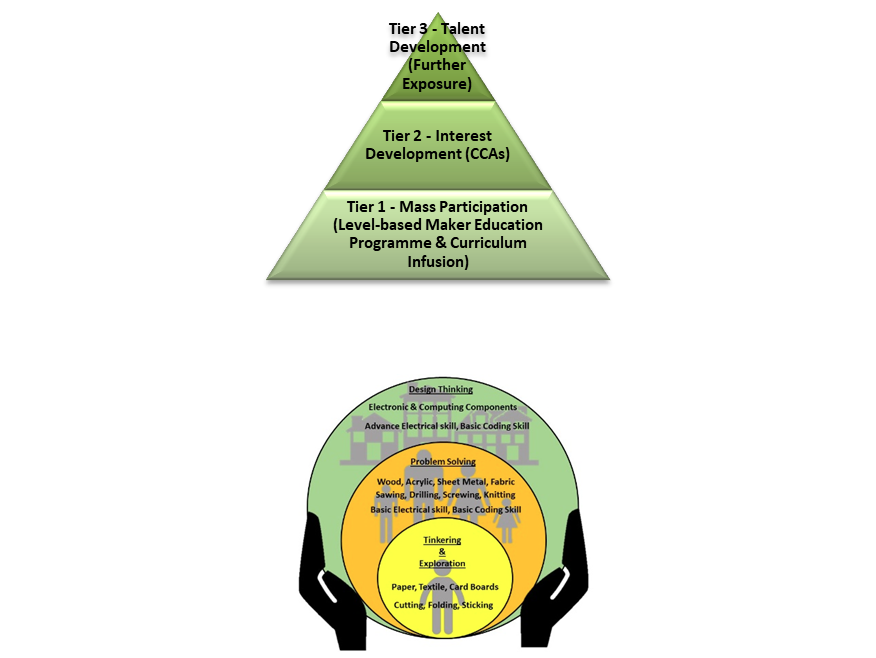 Tier 3 - Talent
Development
(Further
Exposure)
Tier 2 - Interest
Development (CCAs)
Tier 1 - Mass Participation
(Level-based Maker Education
Programme & Curriculum
Infusion)
Design Thinking
Electronic & Computing Components
Advance Electrical skill, Basic Coding Skill
Problem Solving
Wood, Acrylic, Sheet Metal, Fabric
Sawing, Drilling, Screwing, Knitting
Basic Electrical skill, Basic Coding Skill
Tinkering
&
Exploration
Paper, Textile, Card Boards
Cutting, Folding, Sticking